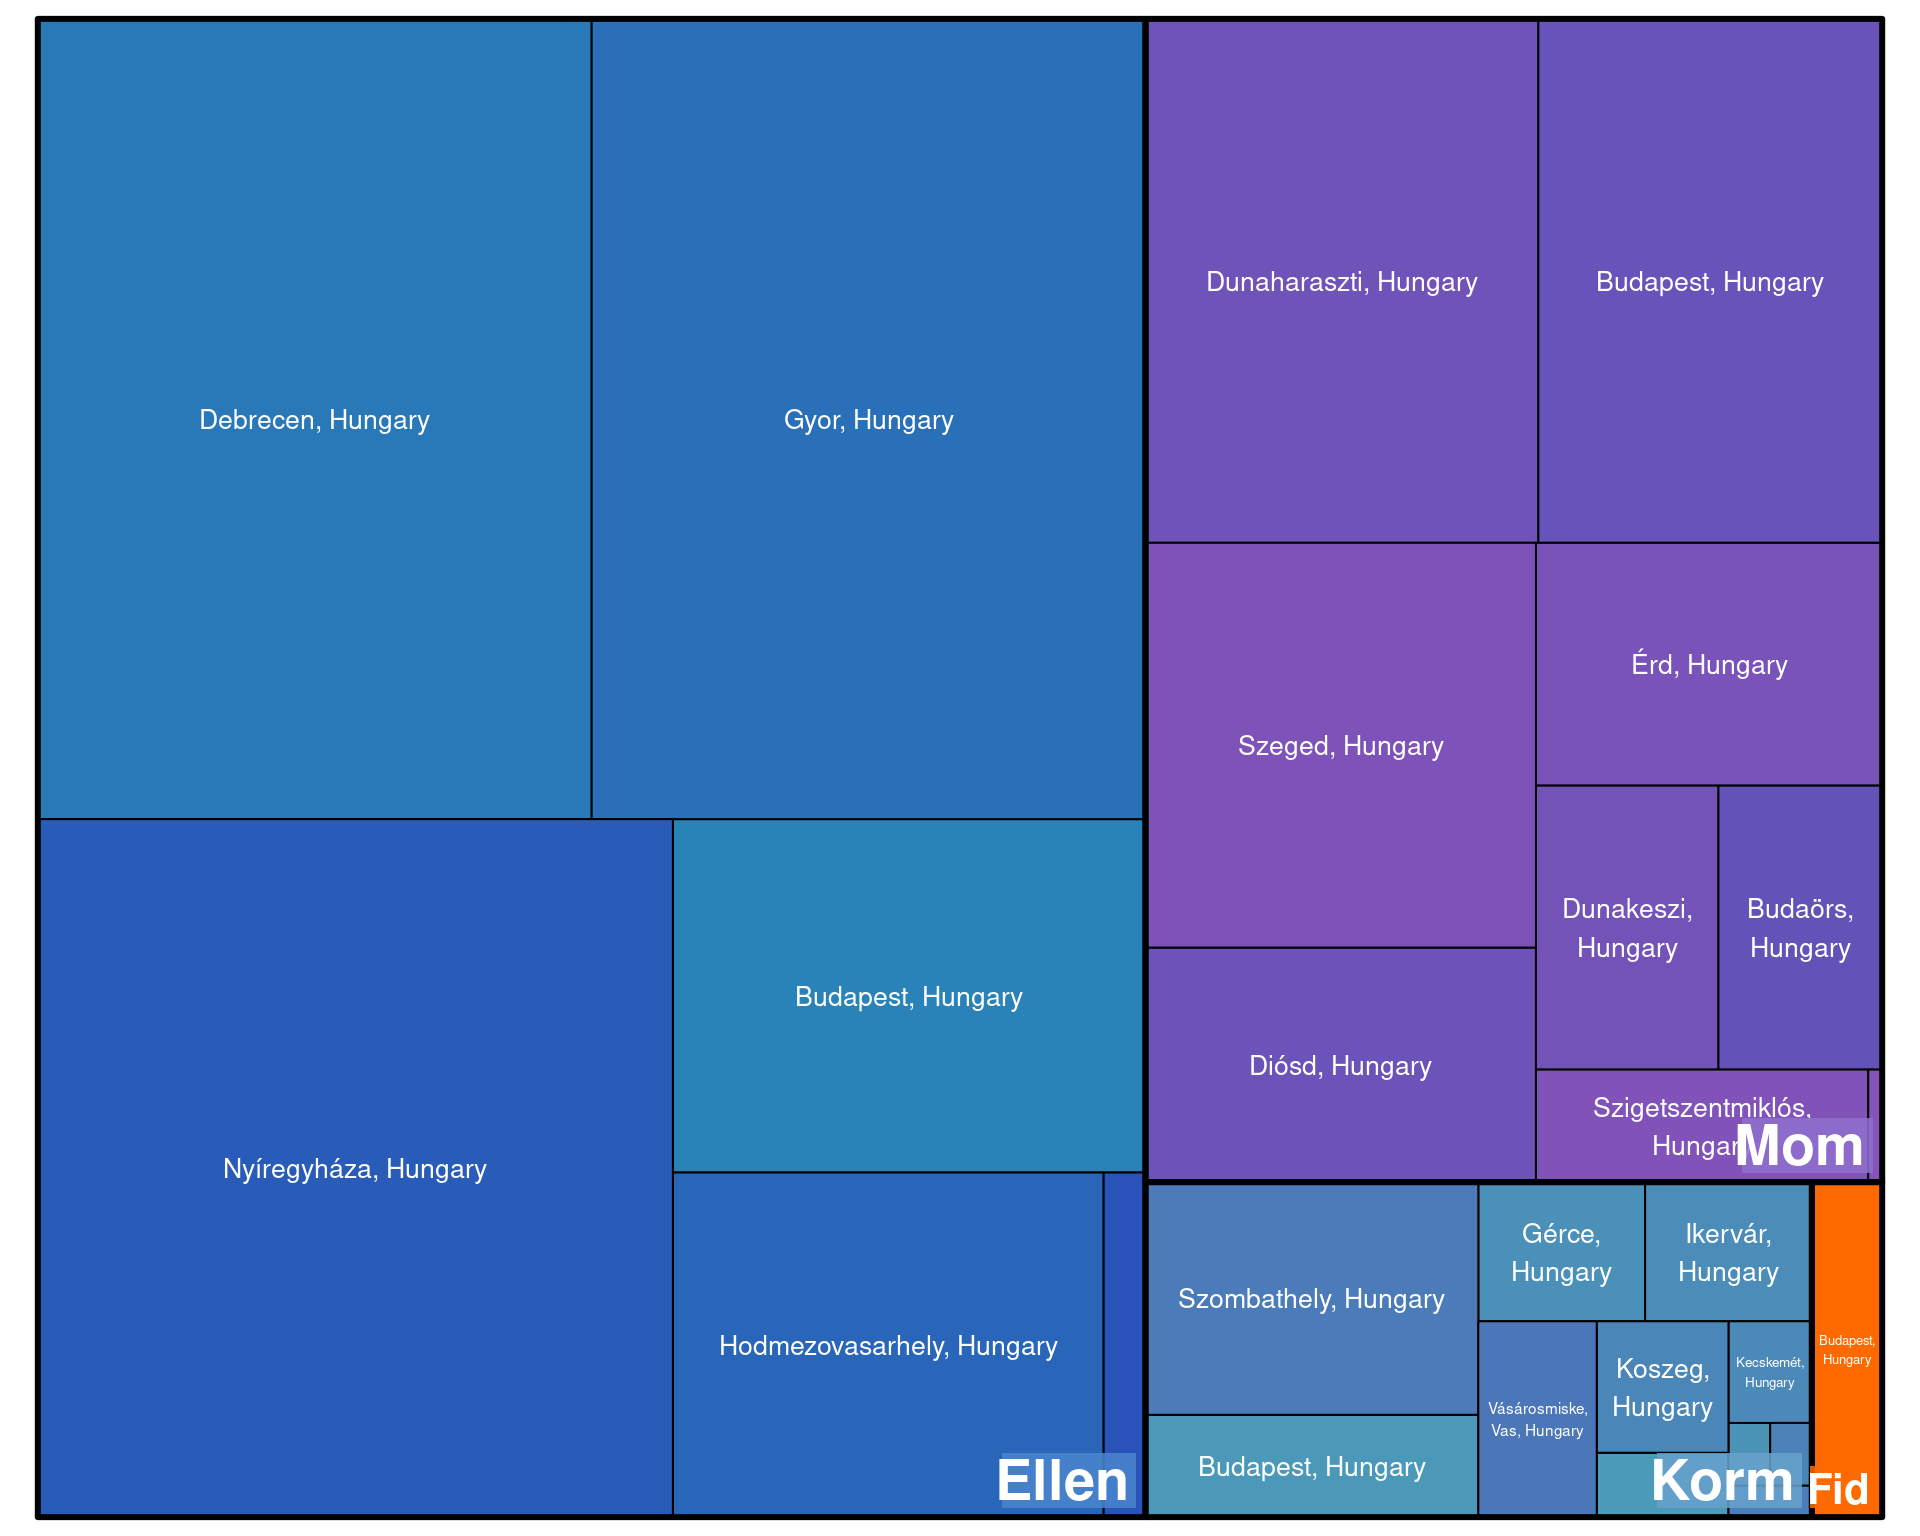 Debrecen, Hungary
Gyor, Hungary
Nyíregyháza, Hungary
Budapest, Hungary
Hodmezovasarhely, Hungary
Ellen
Dunaharaszti, Hungary
Budapest, Hungary
Szeged, Hungary
Érd, Hungary
Diósd, Hungary
Dunakeszi,
Hungary
Budaörs,
Hungary
Szigetszentmiklós,
Hungar
Mom
Szombathely, Hungary
Budapest, Hungary
Gérce,
Hungary
Ikervár,
Hungary
Vásárosmiske,
Vas, Hungary
Koszeg,
Hungary
Kecskemét,
Hungary
Korm
Budapest,
Hungary
Fid